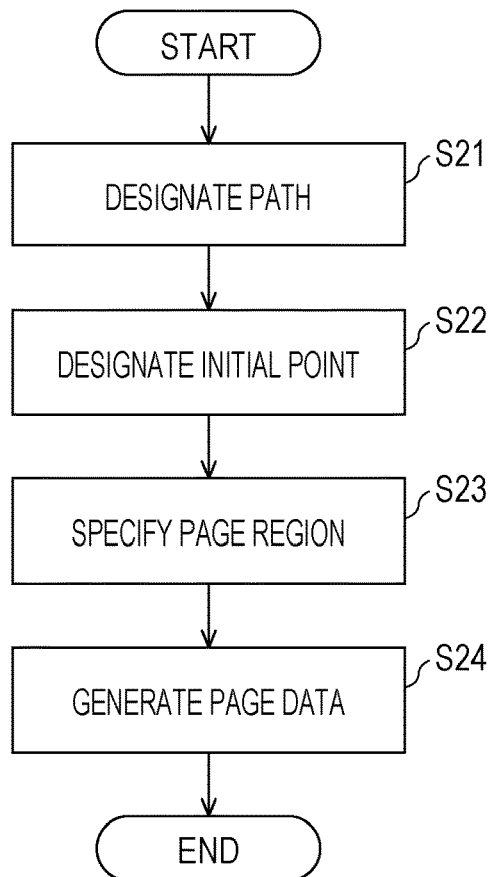 START
S21
DESIGNATE PATH
S22
DESIGNATE INITIAL POINT
S23
SPECIFY PAGE REGION
S24
GENERATE PAGE DATA
END